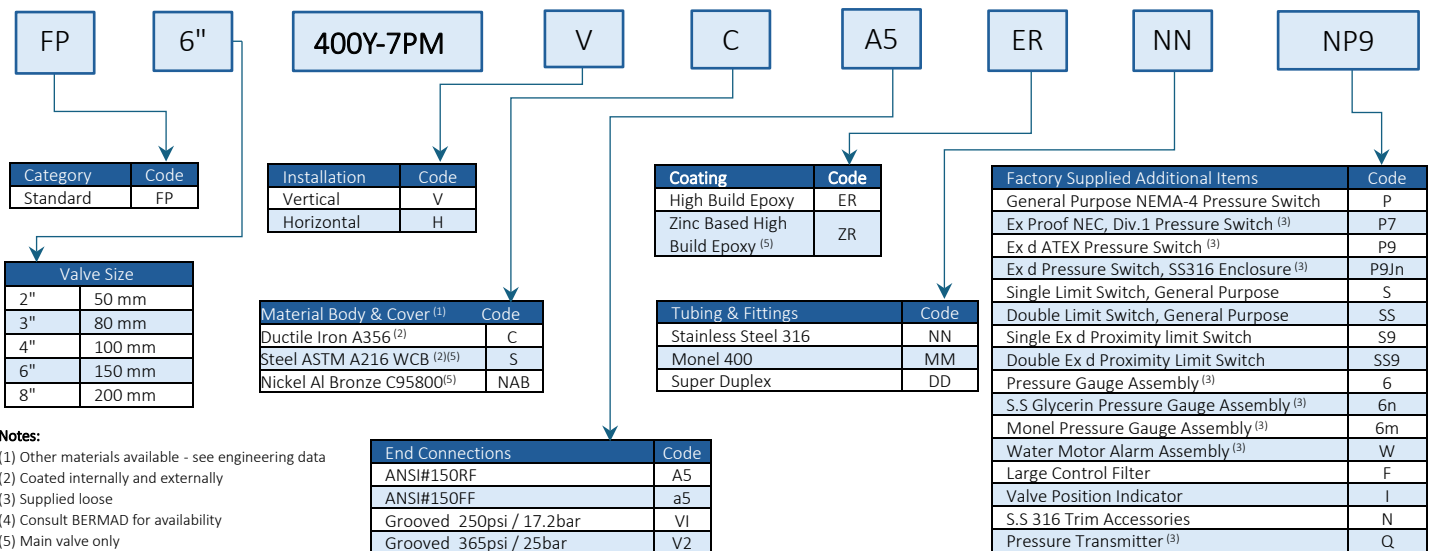 FP 6" 400Y-7PM V C A5 ER NN NP9
Category Code
Standard FP
Valve Size
2" 50 mm
3" 80 mm
4" 100 mm
6" 150 mm
8" 200 mm
Installation Code
Vertical V
Horizontal H
Material Body & Cover (1) Code
Ductile Iron A356 (2) C
Steel ASTM A216 WCB (2)(5) S
Nickel Al Bronze C95800(5) NAB
End Connections Code
ANSI#150RF A5
ANSI#150FF a5
Grooved 250psi / 17.2bar VI
Grooved 365psi / 25bar V2
Coating Code
High Build Epoxy ER
Zinc Based High
Build Epoxy (5) ZR
Tubing & Fittings Code
Stainless Steel 316 NN
Monel 400 MM
Super Duplex DD
Factory Supplied Additional Items Code
General Purpose NEMA-4 Pressure Switch P
Ex Proof NEC, Div.1 Pressure Switch (3) P7
Ex d ATEX Pressure Switch (3) P9
Ex d Pressure Switch, SS316 Enclosure (3) P9Jn
Single Limit Switch, General Purpose S
Double Limit Switch, General Purpose SS
Single Ex d Proximity limit Switch S9
Double Ex d Proximity Limit Switch SS9
Pressure Gauge Assembly (3) 6
S.S Glycerin Pressure Gauge Assembly (3) 6n
Monel Pressure Gauge Assembly (3) 6m
Water Motor Alarm Assembly (3) W
Large Control Filter F
Valve Position Indicator I
S.S 316 Trim Accessories N
Pressure Transmitter (3) Q
Notes:
(1) Other materials available - see engineering data
(2) Coated internally and externally
(3) Supplied loose
(4) Consult BERMAD for availability
(5) Main valve only